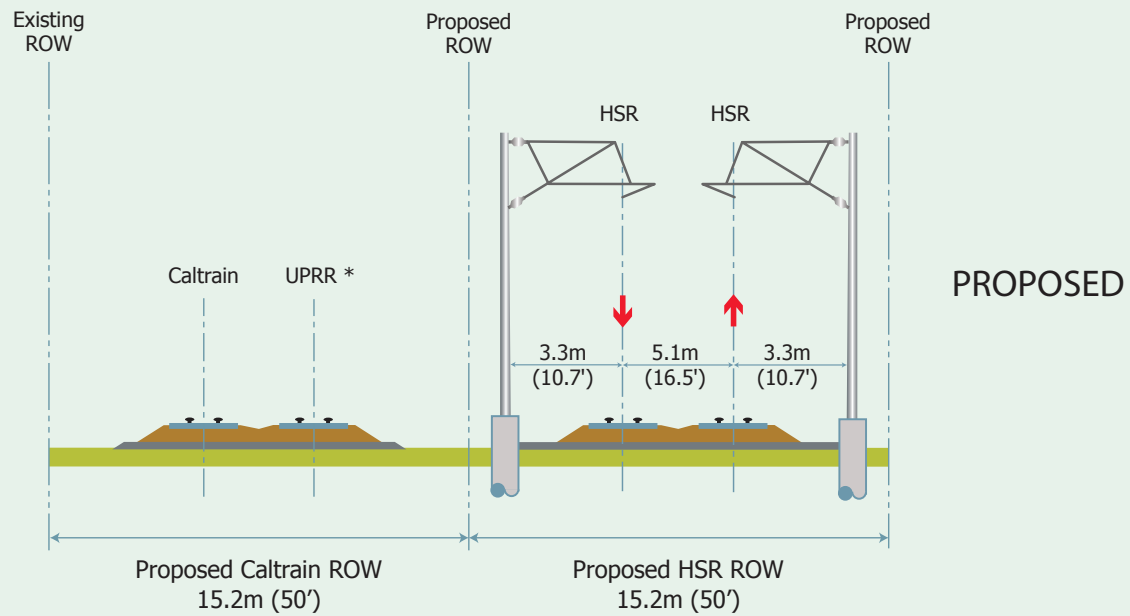 Existing
ROW
Proposed
ROW
Proposed
ROW
HSR
HSR
Caltrain
UPRR *
PROPOSED
3.3m
(10.7')
5.1m
(16.5')
3.3m
(10.7')
Proposed Caltrain ROW
15.2m (50’)
Proposed HSR ROW
15.2m (50’)